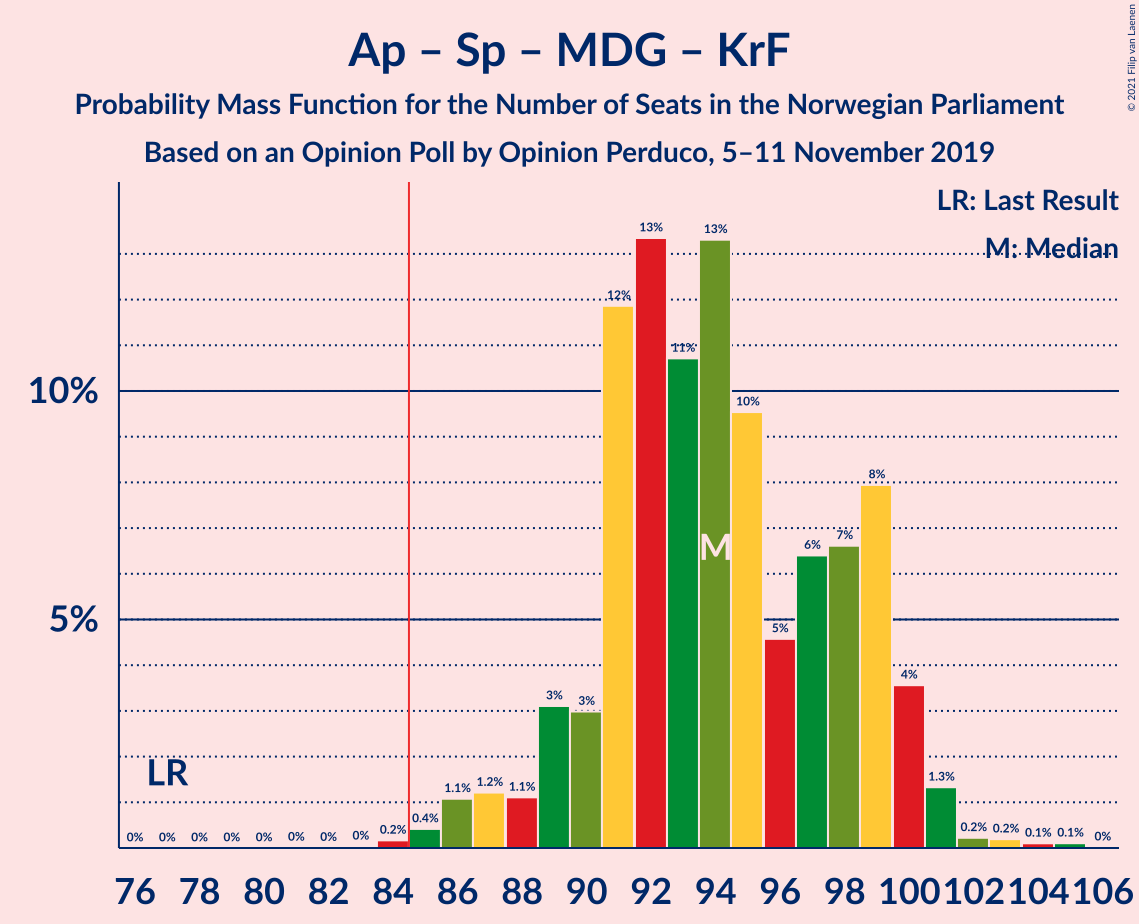 Ap – Sp – MDG – KrF
Probability Mass Function for the Number of Seats in the Norwegian Parliament
Based on an Opinion Poll by Opinion Perduco, 5–11 November 2019
© 2021 Filip van Laenen
LR: Last Result
M: Median
13% 13%
12%
11%
10%
10%
8%
7%
6%
M
5%
5%
4%
3% 3%
LR
1.1% 1.2% 1.1% 1.3%
0% 0% 0% 0% 0% 0% 0% 0% 0.2% 0.4% 0.2% 0.2% 0.1% 0.1% 0%
76 78 80 82 84 86 88 90 92 94 96 98 100 102 104 106